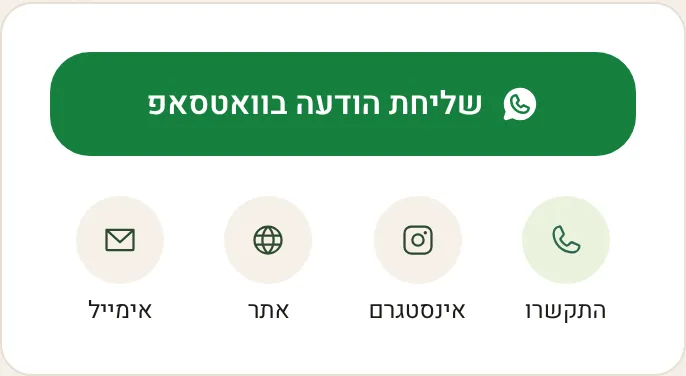 שליחת הודעה בוואטסאפ
התקשרו
אינסטגרם
אתר
אימייל